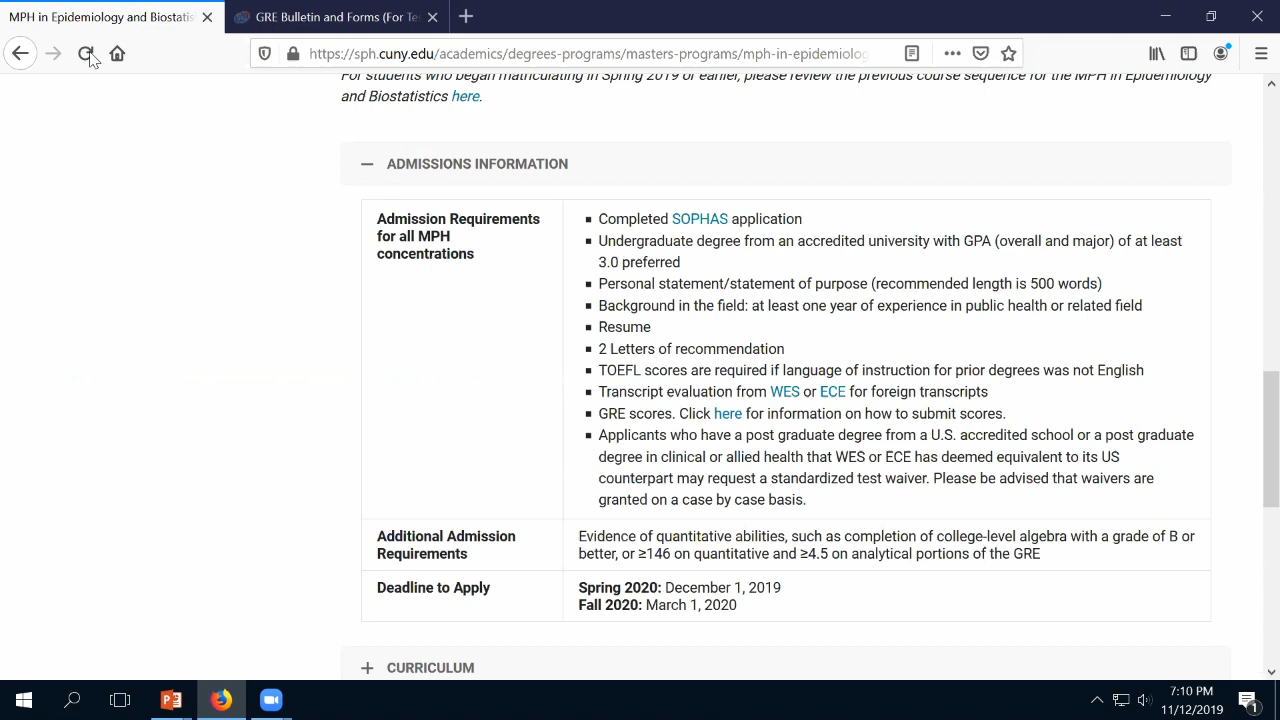 MPH in Epidemiology and Biostatis
GRE Bulletin and Forms (For Te
https://sph.cuny.edu/academics/degrees-programs/masters-programs/mph-in-epidemiolog
For students who began matriculating in Spring 2019 or earlier, please review the previous course sequence for the MPH in Epidemiology
and Biostatistics here.
ADMISSIONS INFORMATION
Admission Requirements
for all MPH
concentrations
Completed SOPHAS application
Undergraduate degree from an accredited university with GPA (overall and major) of at least
3.0 preferred
Personal statement/statement of purpose (recommended length is 500 words)
Background in the field: at least one year of experience in public health or related field
Resume
2 Letters of recommendation
TOEFL scores are required if language of instruction for prior degrees was not English
Transcript evaluation from WES or ECE for foreign transcripts
GRE scores. Click here for information on how to submit scores.
Applicants who have a post graduate degree from a U.S. accredited school or a post graduate
degree in clinical or allied health that WES or ECE has deemed equivalent to its US
counterpart may request a standardized test waiver. Please be advised that waivers are
granted on a case by case basis.
Additional Admission
Requirements
Evidence of quantitative abilities, such as completion of college-level algebra with a grade of B or
better, or ≥146 on quantitative and ≥4.5 on analytical portions of the GRE
Deadline to Apply
Spring 2020: December 1, 2019
Fall 2020: March 1, 2020
CURRICULUM
7:10 PM
11/12/2019
1